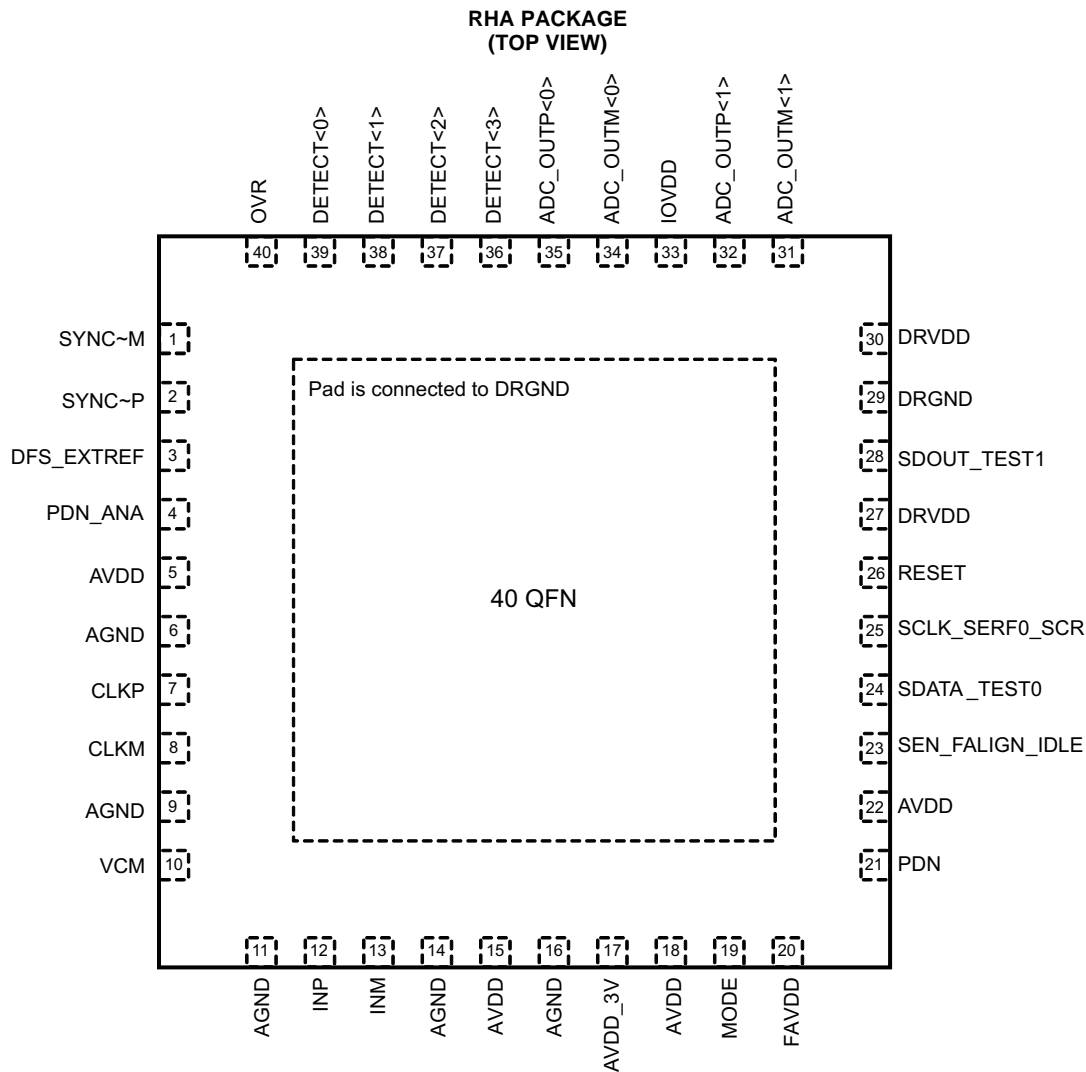 RHA PACKAGE
(TOP VIEW)
OVR
DETECT<0>
DETECT<1>
DETECT<2>
DETECT<3>
ADC_OUTP<0>
ADC_OUTM<0>
IOVDD
ADC_OUTP<1>
ADC_OUTM<1>
40 39 38 37 36 35 34 33 32 31
SYNC~M 1
SYNC~P 2
DFS_EXTREF 3
PDN_ANA 4
AVDD 5
AGND 6
CLKP 7
CLKM 8
AGND 9
VCM 10
Pad is connected to DRGND
40 QFN
30 DRVDD
29 DRGND
28 SDOUT_TEST1
27 DRVDD
26 RESET
25 SCLK_SERF0_SCR
24 SDATA_TEST0
23 SEN_FALIGN_IDLE
22 AVDD
21 PDN
11 12 13 14 15 16 17 18 19 20
AGND
INP
INM
AGND
AVDD
AGND
AVDD_3V
AVDD
MODE
FAVDD